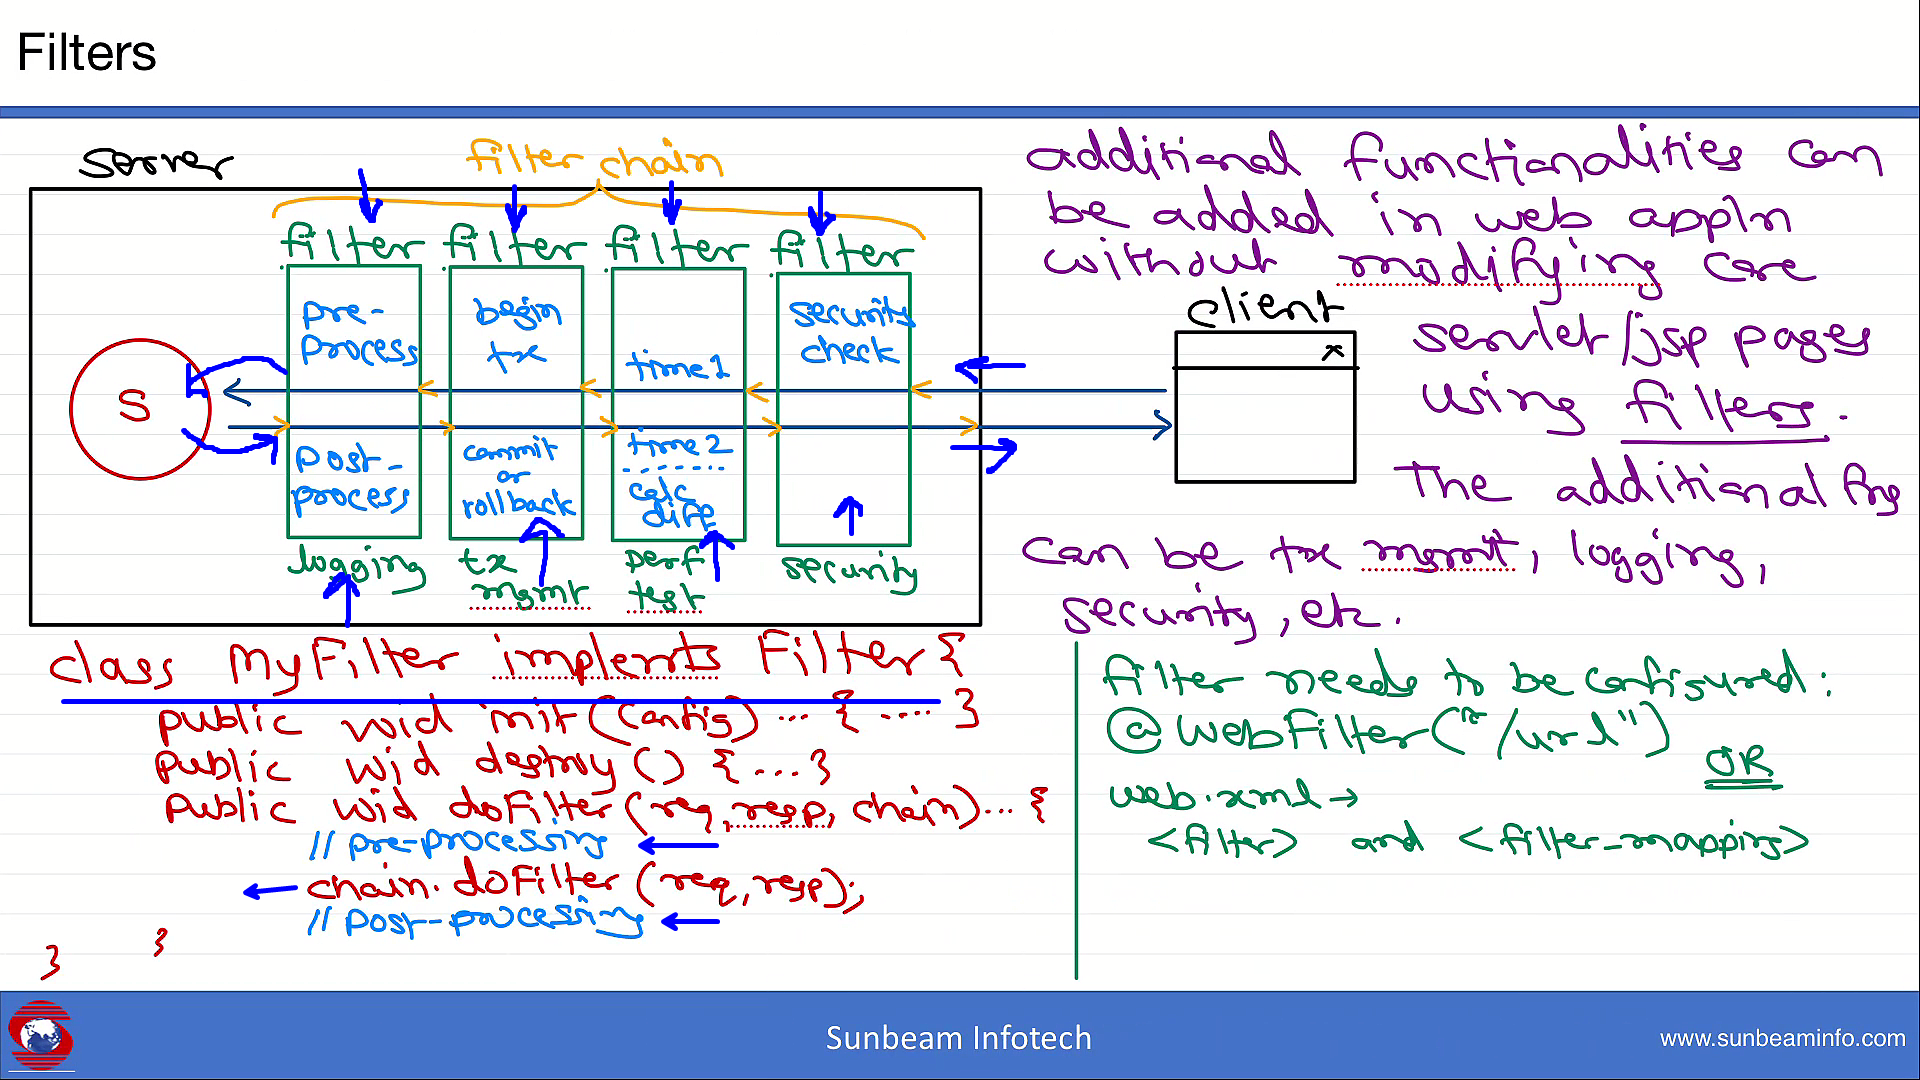 Filters
Server
filter chain
filter filter filter filter
pre-process
begin tx
time1
security check
S
post-process
commit or rollback
time2
calc diff
logging
tx mgmt
perf test
security
client
x
additional functionalities can
be added in web appln
without modifying core
servlet/jsp pages
using filters.
The additional
can be tx mgmt, logging,
security, etc.
class MyFilter implemts Filter {
public void init(config) ... { .... }
public void destroy() { ... }
public void doFilter(req, resp, chain) ... {
// pre-processing
chain.doFilter(req, resp);
// post-processing
}
}
filter needs to be configured:
@WebFilter("/url")
OR
web.xml →
<filter> and <filter-mapping>
Sunbeam Infotech
www.sunbeaminfo.com